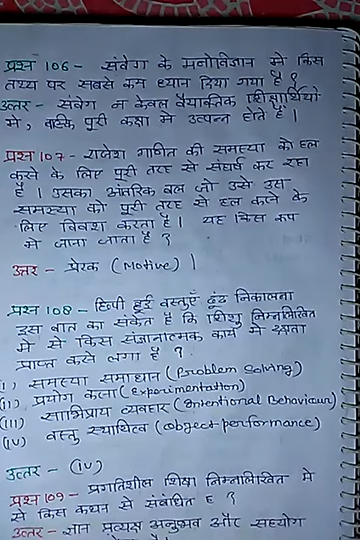 प्रश्न 106 - संवेग के मनोविज्ञान मे किस
तथ्य पर सबसे कम ध्यान दिया गया है ?
उत्तर - संवेग न केवल वैयाक्तिक शिक्षार्थियो
मे, बल्कि पूरी कक्षा मे उत्पन्न होते है ।
प्रश्न 107 - राजेश गणित की समस्या को हल
करने के लिए पूरी तरह से संघर्ष कर रहा
है । उसका आंतरिक बल जो उसे उस
समस्या को पूरी तरह से हल करने के
लिए विवश करता है । यह किस रूप
मे जाना जाता है ?
उत्तर - प्रेरक (Motive) |
प्रश्न 108 - छिपी हुई वस्तुएँ ढूंढ निकालना
इस बात का संकेत है कि शिशु निम्नलिखित
मे से किस संज्ञानात्मक कार्य मे दक्षता
प्राप्त करने लगा है ?
(i) समस्या समाधान (Problem Solving)
(ii) प्रयोग करना (Experimentation)
(iii) साभिप्राय व्यवहार (Intentional Behaviour)
(iv) वस्तु स्थायित्व (object performance)
उत्तर - (iv)
प्रश्न 109 - प्रगतिशील शिक्षा निम्नलिखित मे
से किस कथन से संबंधित है ?
उत्तर - ज्ञान प्रत्यक्ष अनुभव और सहयोग